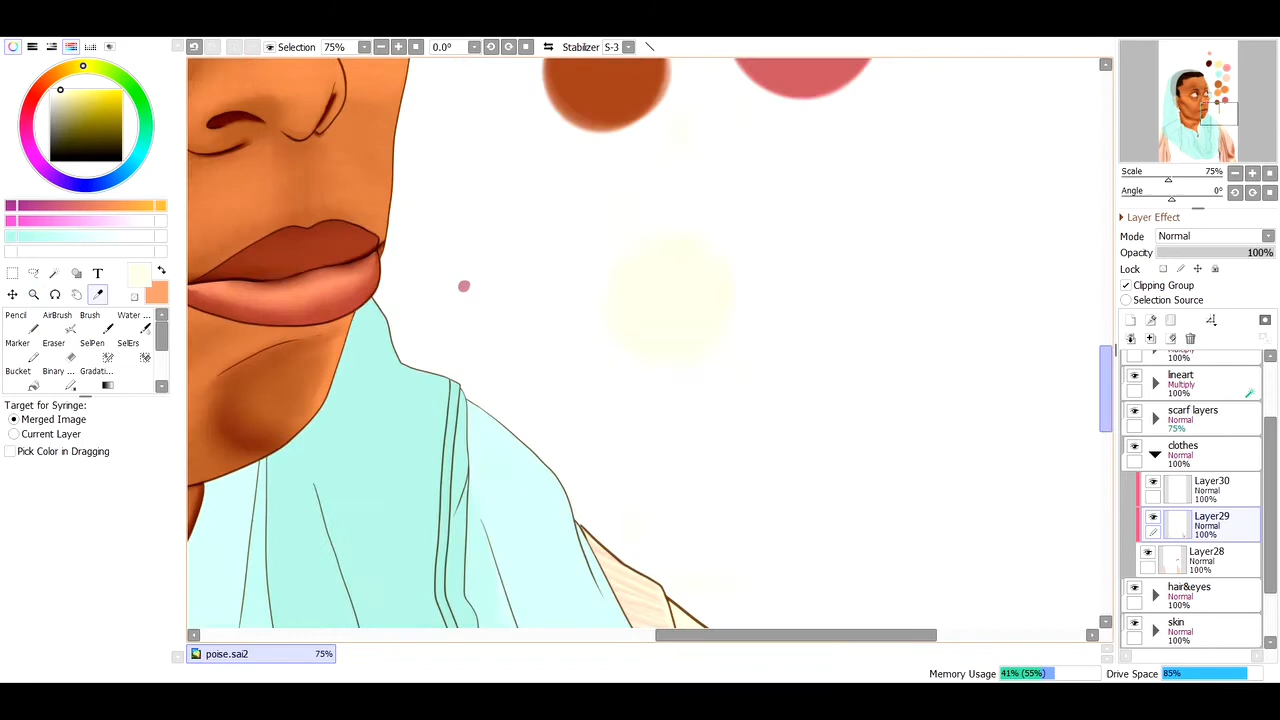 Selection 75% 0.0° Stabilizer S-3
T
Pencil AirBrush Brush Water ...
Marker Eraser SelPen SelErs
Bucket Binary ... Gradati...
Target for Syringe:
Merged Image
Current Layer
Pick Color in Dragging
poise.sai2 75%
Scale 75%
Angle 0°
Layer Effect
Mode Normal
Opacity 100%
Lock
Clipping Group
Selection Source
Multiply
lineart
Multiply
100%
scarf layers
Normal
75%
clothes
Normal
100%
Layer30
Normal
100%
Layer29
Normal
100%
Layer28
Normal
100%
hair&eyes
Normal
100%
skin
Normal
100%
Memory Usage 41% (55%) Drive Space 85%